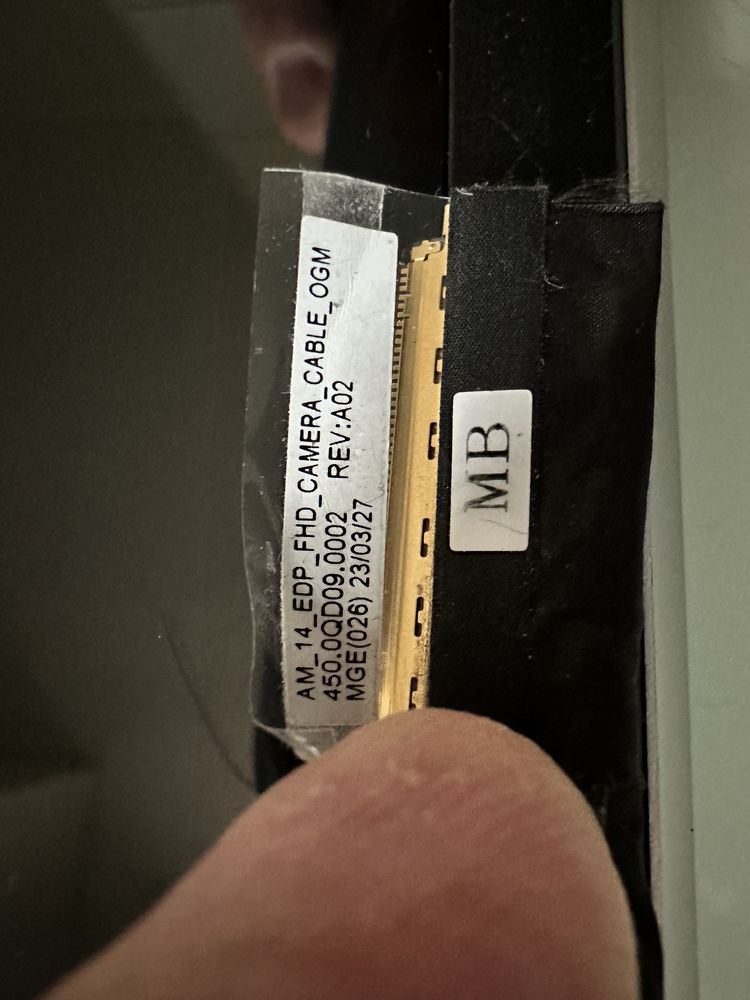 AM_14_EDP_FHD_CAMERA_CABLE_OGM
450.0QD09.0002 REV:A02
MGE(026) 23/03/27
MB